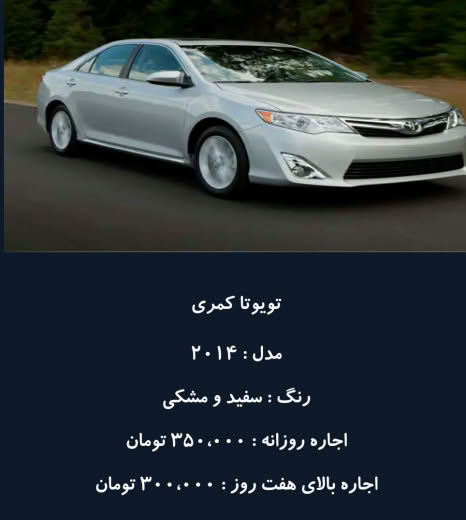 تویوتا کمری
مدل : ۲۰۱۴
رنگ : سفید و مشکی
اجاره روزانه : ۳۵۰،۰۰۰ تومان
اجاره بالای هفت روز : ۳۰۰،۰۰۰ تومان